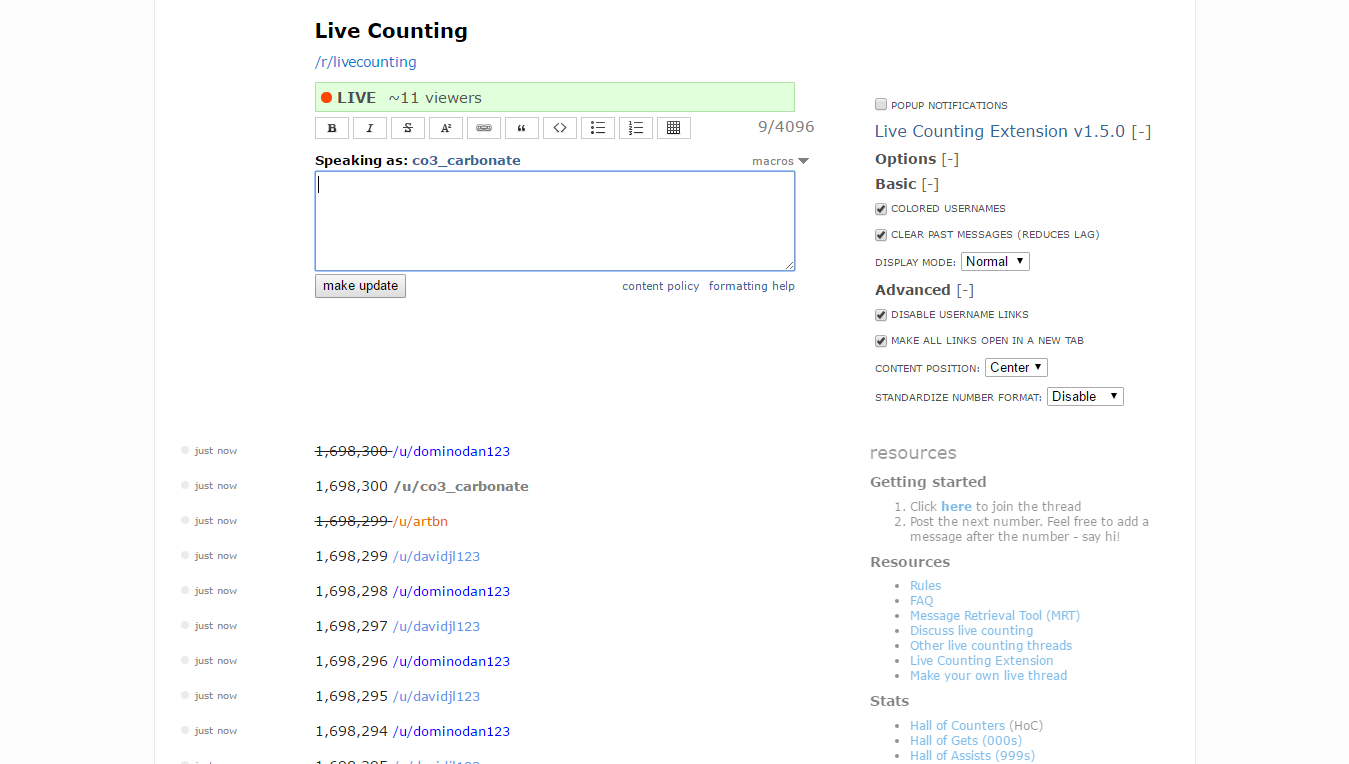 Live Counting
/r/livecounting
LIVE ~11 viewers
B I S A² “ <> 9/4096
Speaking as: co3_carbonate macros
make update content policy formatting help
1,698,300 /u/dominodan123
just now
1,698,300 /u/co3_carbonate
just now
1,698,299 /u/artbn
just now
1,698,299 /u/davidjl123
just now
1,698,298 /u/dominodan123
just now
1,698,297 /u/davidjl123
just now
1,698,296 /u/dominodan123
just now
1,698,295 /u/davidjl123
just now
1,698,294 /u/dominodan123
just now
POPUP NOTIFICATIONS
Live Counting Extension v1.5.0 [-]
Options [-]
Basic [-]
COLORED USERNAMES
CLEAR PAST MESSAGES (REDUCES LAG)
DISPLAY MODE: Normal
Advanced [-]
DISABLE USERNAME LINKS
MAKE ALL LINKS OPEN IN A NEW TAB
CONTENT POSITION: Center
STANDARDIZE NUMBER FORMAT: Disable
resources
Getting started
1. Click here to join the thread
2. Post the next number. Feel free to add a
message after the number - say hi!
Resources
Rules
FAQ
Message Retrieval Tool (MRT)
Discuss live counting
Other live counting threads
Live Counting Extension
Make your own live thread
Stats
Hall of Counters (HoC)
Hall of Gets (000s)
Hall of Assists (999s)